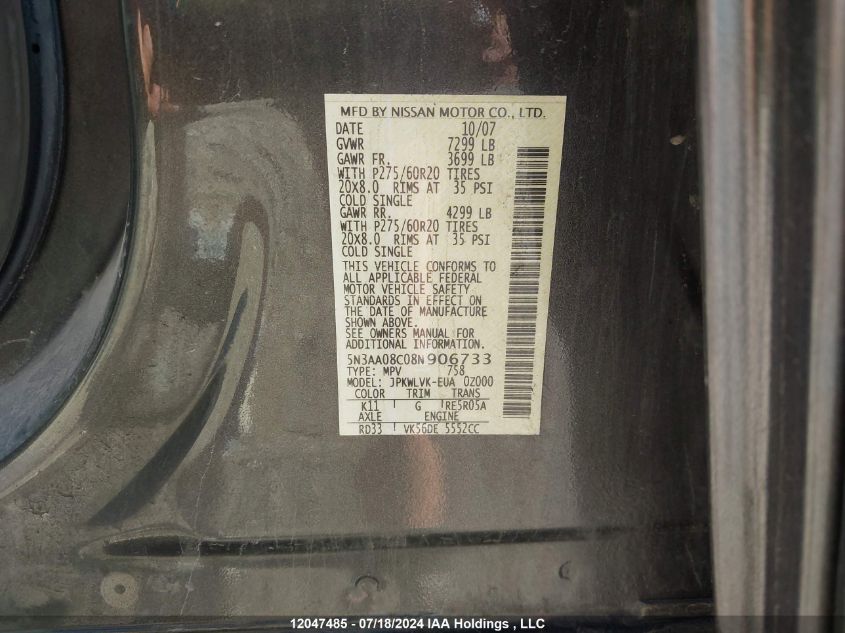 MFD BY NISSAN MOTOR CO., LTD.
DATE 10/07
GVWR 7299 LB
GAWR FR. 3699 LB
WITH P275/60R20 TIRES
20X8.0 RIMS AT 35 PSI
COLD SINGLE
GAWR RR. 4299 LB
WITH P275/60R20 TIRES
20X8.0 RIMS AT 35 PSI
COLD SINGLE
THIS VEHICLE CONFORMS TO
ALL APPLICABLE FEDERAL
MOTOR VEHICLE SAFETY
STANDARDS IN EFFECT ON
THE DATE OF MANUFACTURE
SHOWN ABOVE.
SEE OWNERS MANUAL FOR
ADDITIONAL INFORMATION.
5N3AA08C08N906733
TYPE: MPV 758
MODEL: JPKWLVK-EUA 0Z000
COLOR TRIM TRANS
K11 G RE5R05A
AXLE ENGINE
RD33 VK56DE 5552CC
12047485 - 07/18/2024 IAA Holdings , LLC